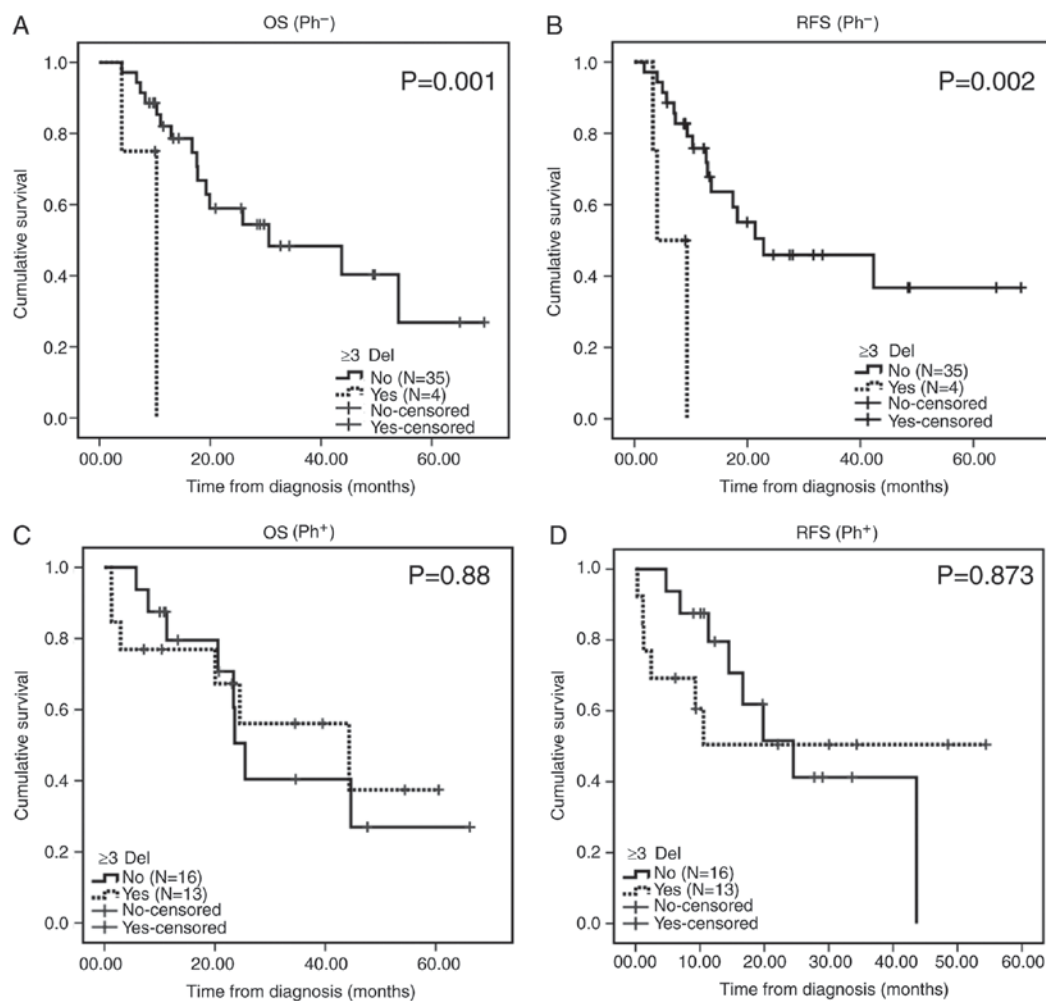 A
OS (Ph⁻)
P=0.001
Cumulative survival
1.0
0.8
0.6
0.4
0.2
0.0
≥3 Del
No (N=35)
Yes (N=4)
No-censored
Yes-censored
00.00 20.00 40.00 60.00
Time from diagnosis (months)
B
RFS (Ph⁻)
P=0.002
Cumulative survival
1.0
0.8
0.6
0.4
0.2
0.0
≥3 Del
No (N=35)
Yes (N=4)
No-censored
Yes-censored
00.00 20.00 40.00 60.00
Time from diagnosis (months)
C
OS (Ph⁺)
P=0.88
Cumulative survival
1.0
0.8
0.6
0.4
0.2
0.0
≥3 Del
No (N=16)
Yes (N=13)
No-censored
Yes-censored
00.00 20.00 40.00 60.00
Time from diagnosis (months)
D
RFS (Ph⁺)
P=0.873
Cumulative survival
1.0
0.8
0.6
0.4
0.2
0.0
≥3 Del
No (N=16)
Yes (N=13)
No-censored
Yes-censored
00.00 10.00 20.00 30.00 40.00 50.00 60.00
Time from diagnosis (months)